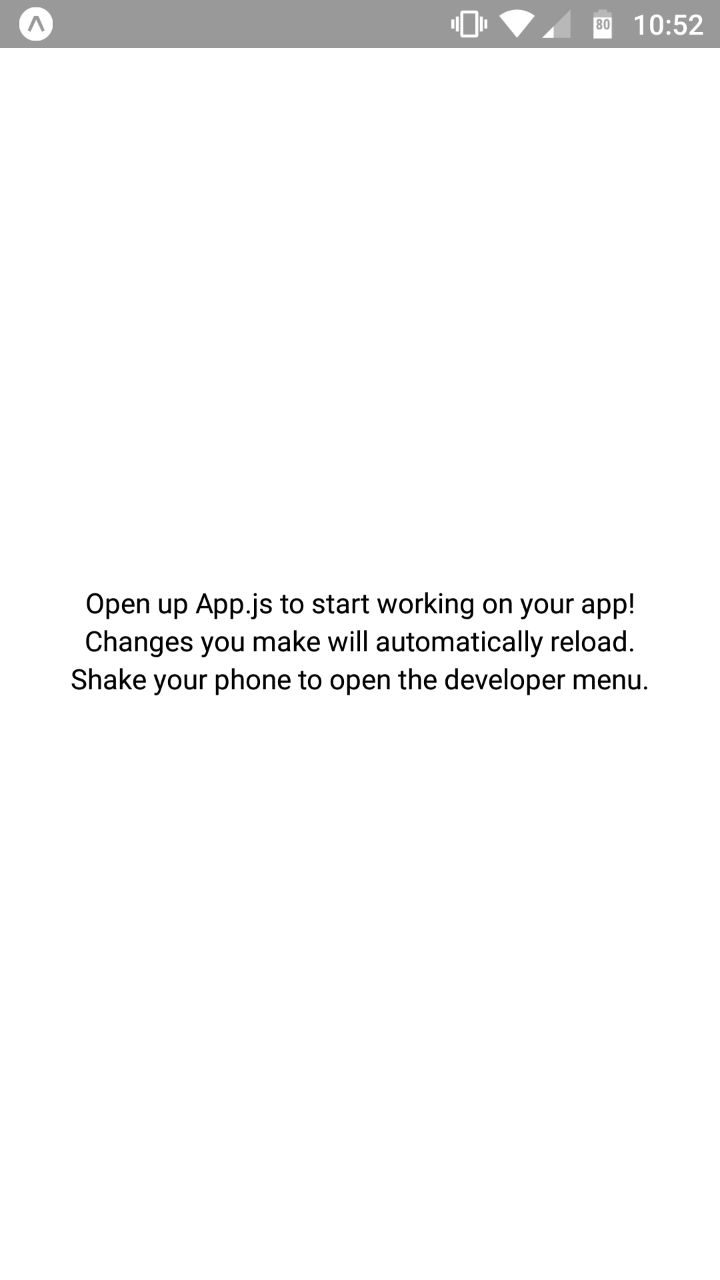 80 10:52
Open up App.js to start working on your app!
Changes you make will automatically reload.
Shake your phone to open the developer menu.